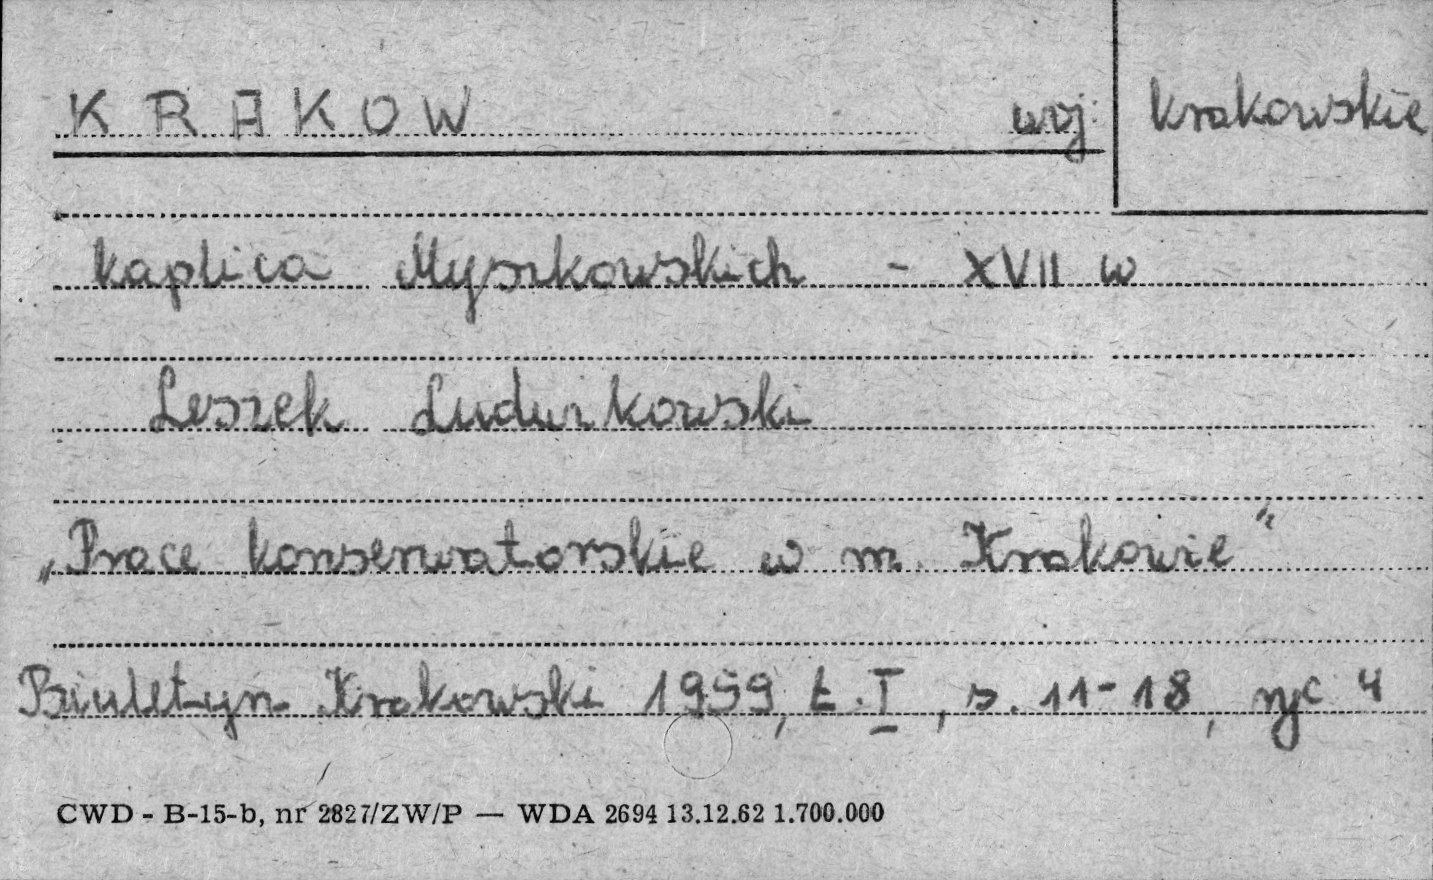 KRAKOW woj. krakowskie
kaplica Myszkowskich - XVII w
Leszek Ludwikowski
„Prace konserwatorskie w m. Krakowie"
Biuletyn Krakowski 1959, t. I, s. 11-18, ryc 4
CWD - B-15-b, nr 2827/ZW/P — WDA 2694 13.12.62 1.700.000